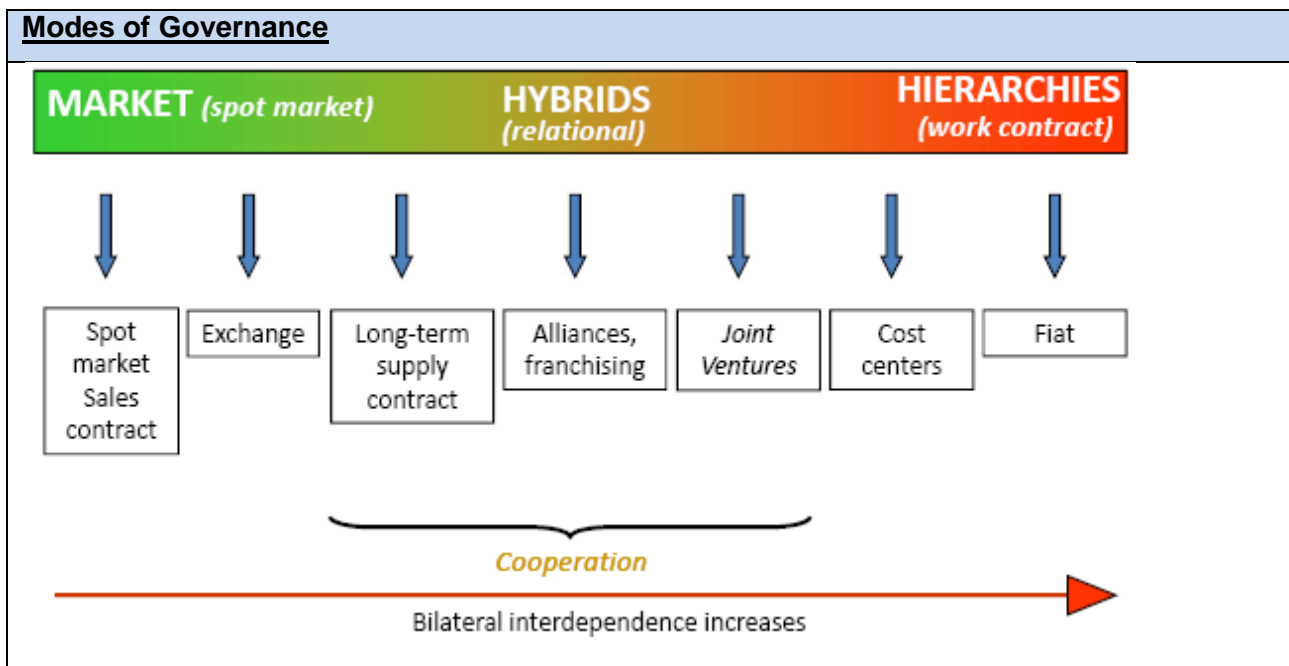 Modes of Governance
MARKET (spot market)
HYBRIDS
(relational)
HIERARCHIES
(work contract)
Spot
market
Sales
contract
Exchange
Long-term
supply
contract
Alliances,
franchising
Joint
Ventures
Cost
centers
Fiat
Cooperation
Bilateral interdependence increases